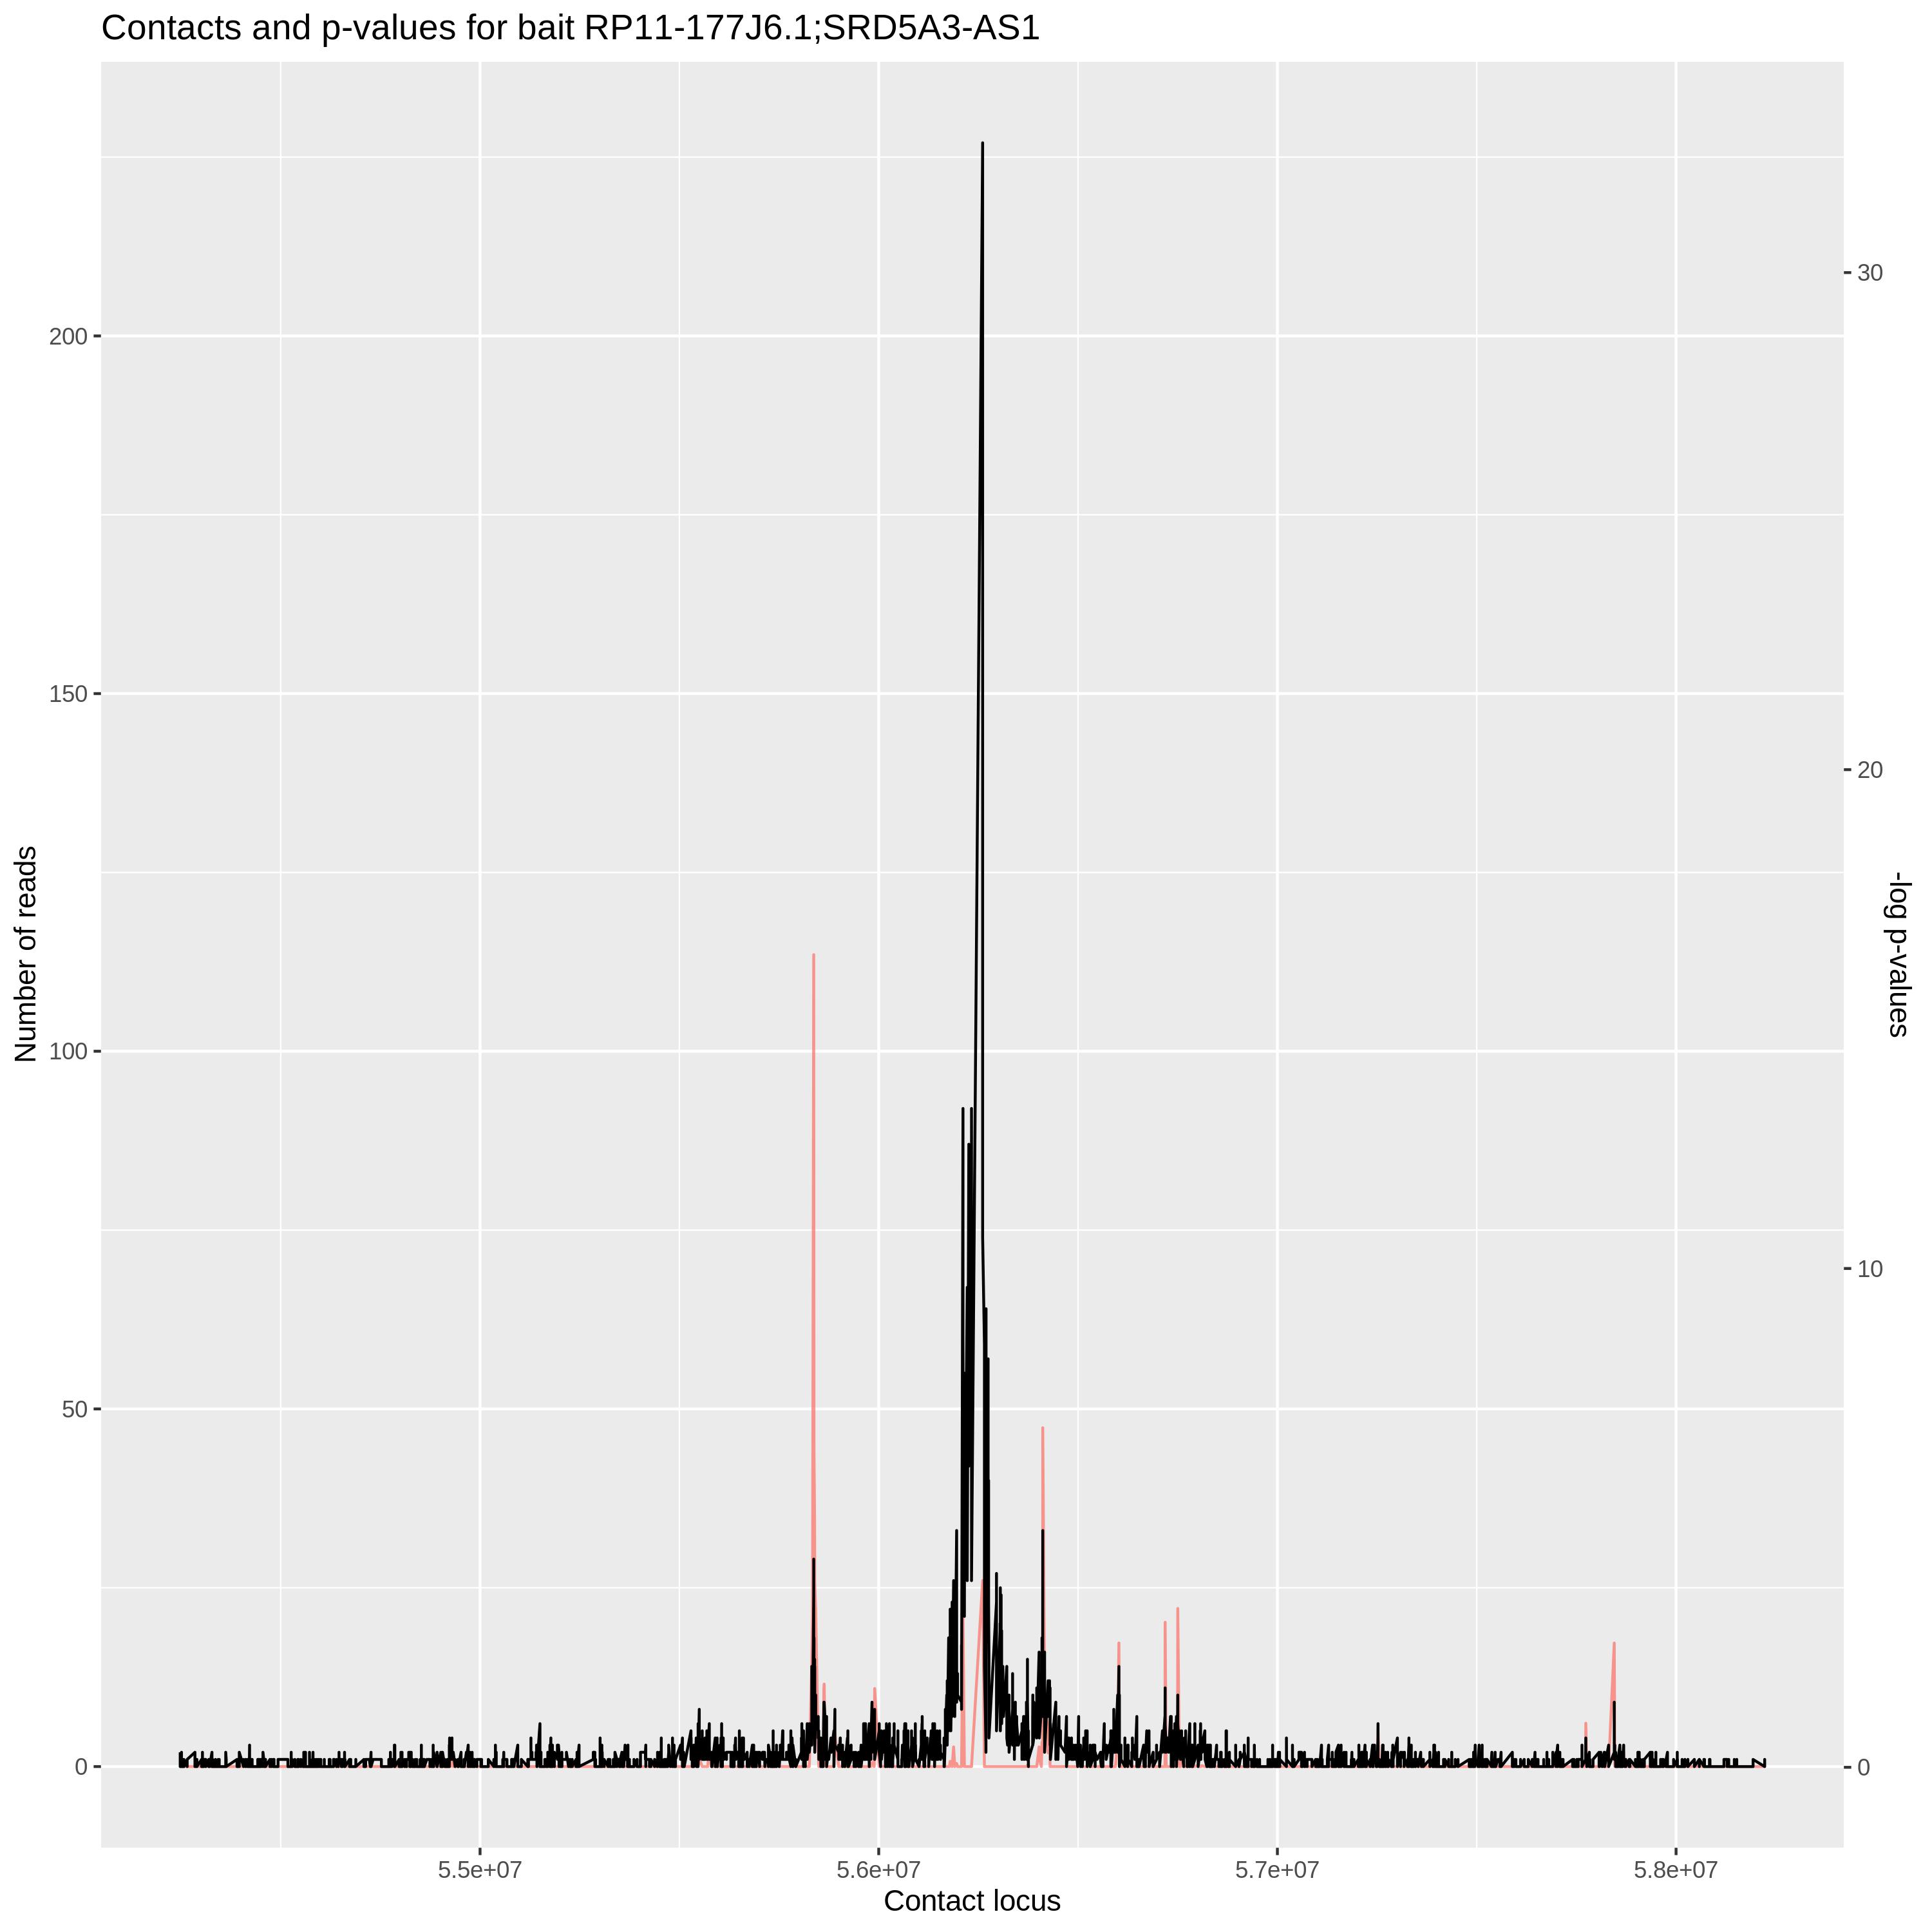 Contacts and p-values for bait RP11-177J6.1;SRD5A3-AS1
Number of reads
200
150
100
50
0
30
20
10
0
-log p-values
5.5e+07 5.6e+07 5.7e+07 5.8e+07
Contact locus